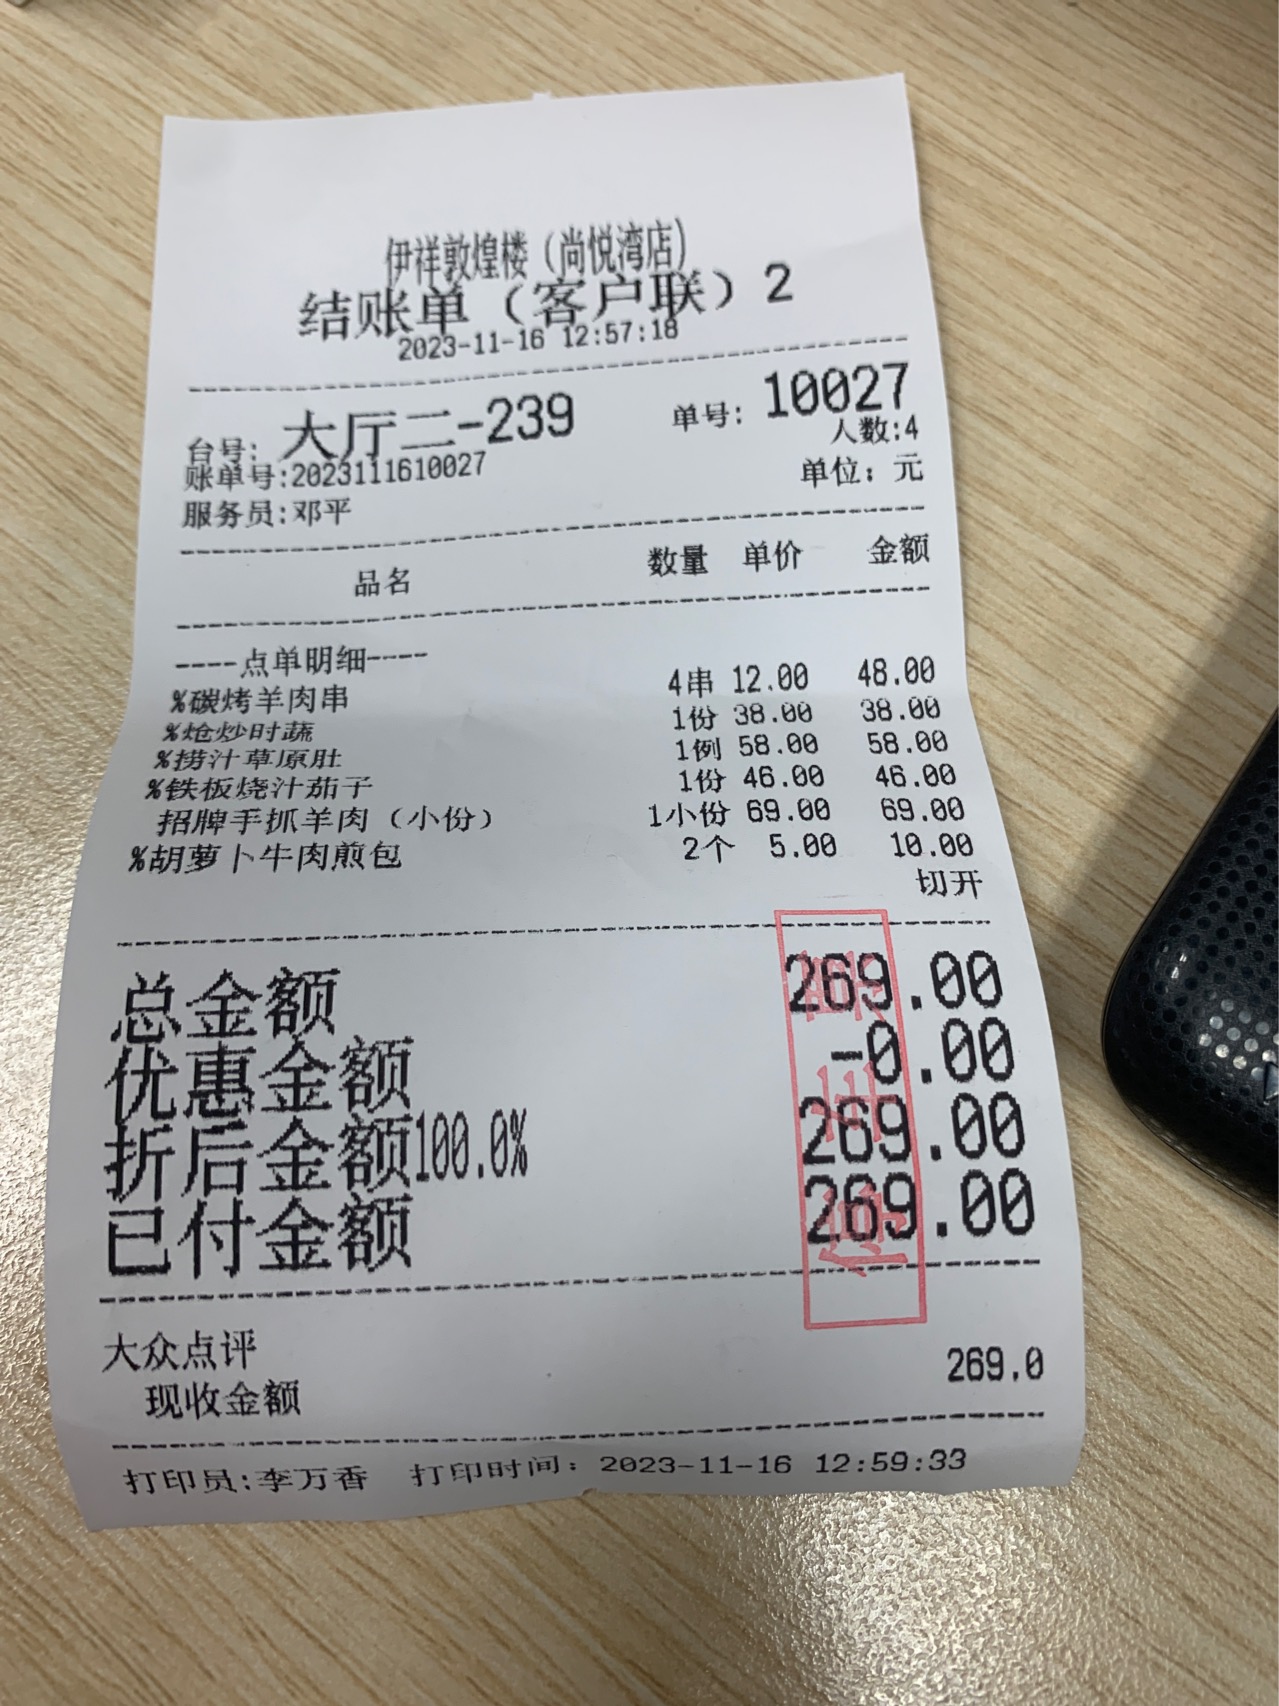 伊祥敦煌楼（尚悦湾店）
结账单（客户联）2
2023-11-16 12:57:18
台号: 大厅二-239 单号: 10027
人数:4
账单号:2023111610027 单位: 元
服务员:邓平
品名 数量 单价 金额
----点单明细----
%碳烤羊肉串 4串 12.00 48.00
%炝炒时蔬 1份 38.00 38.00
%捞汁草原肚 1例 58.00 58.00
%铁板烧汁茄子 1份 46.00 46.00
招牌手抓羊肉（小份） 1小份 69.00 69.00
%胡萝卜牛肉煎包 2个 5.00 10.00
切开
总金额 269.00
优惠金额 -0.00
折后金额100.0% 269.00
已付金额 269.00
大众点评 269.0
现收金额
打印员:李万香 打印时间: 2023-11-16 12:59:33